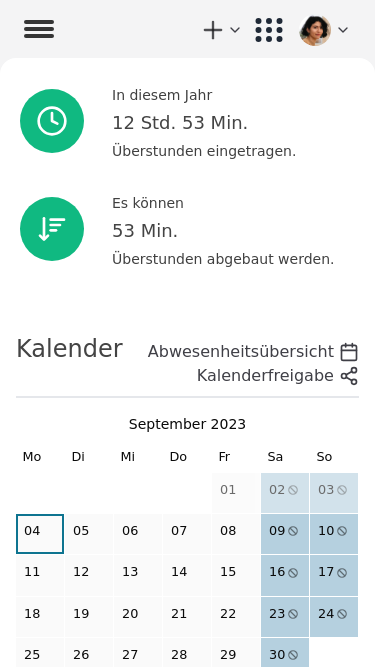 In diesem Jahr
12 Std. 53 Min.
Überstunden eingetragen.
Es können
53 Min.
Überstunden abgebaut werden.
Kalender
Abwesenheitsübersicht
Kalenderfreigabe
September 2023
Mo Di Mi Do Fr Sa So
01 02 03
04 05 06 07 08 09 10
11 12 13 14 15 16 17
18 19 20 21 22 23 24
25 26 27 28 29 30